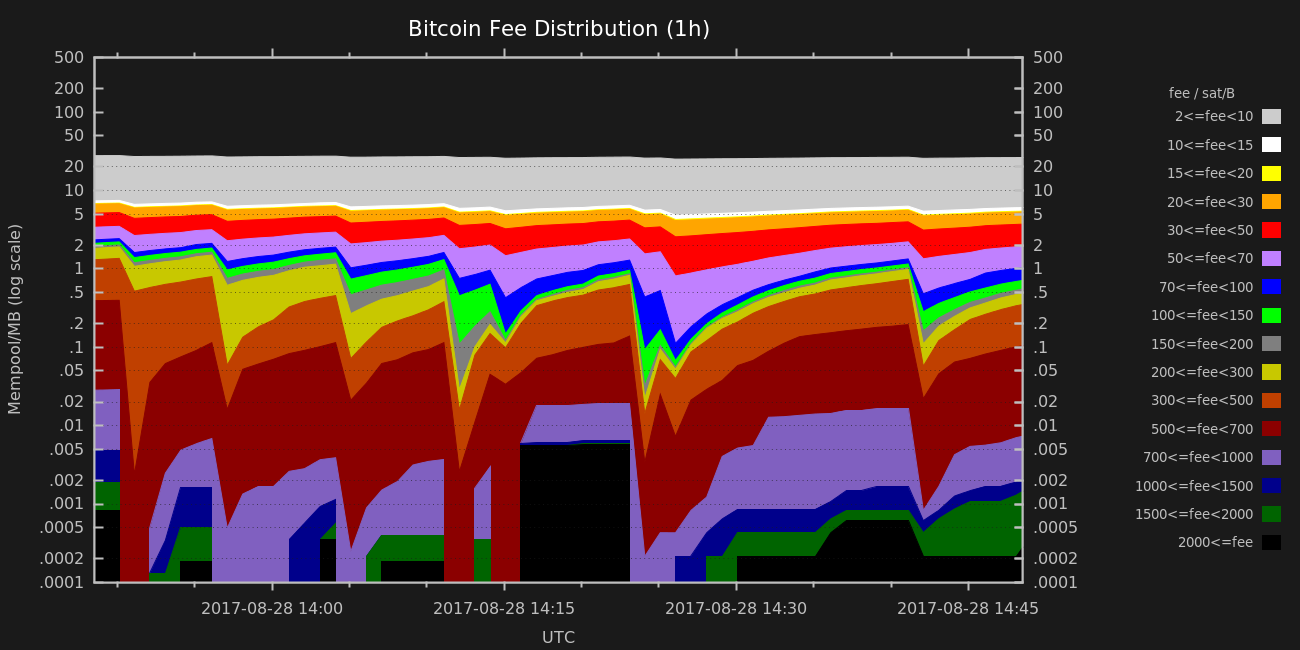 Bitcoin Fee Distribution (1h)
Mempool/MB (log scale)
500
200
100
50
20
10
5
2
1
.5
.2
.1
.05
.02
.01
.005
.002
.001
.0005
.0002
.0001
500
200
100
50
20
10
5
2
1
.5
.2
.1
.05
.02
.01
.005
.002
.001
.0005
.0002
.0001
2017-08-28 14:00
2017-08-28 14:15
2017-08-28 14:30
2017-08-28 14:45
UTC
fee / sat/B
2<=fee<10
10<=fee<15
15<=fee<20
20<=fee<30
30<=fee<50
50<=fee<70
70<=fee<100
100<=fee<150
150<=fee<200
200<=fee<300
300<=fee<500
500<=fee<700
700<=fee<1000
1000<=fee<1500
1500<=fee<2000
2000<=fee